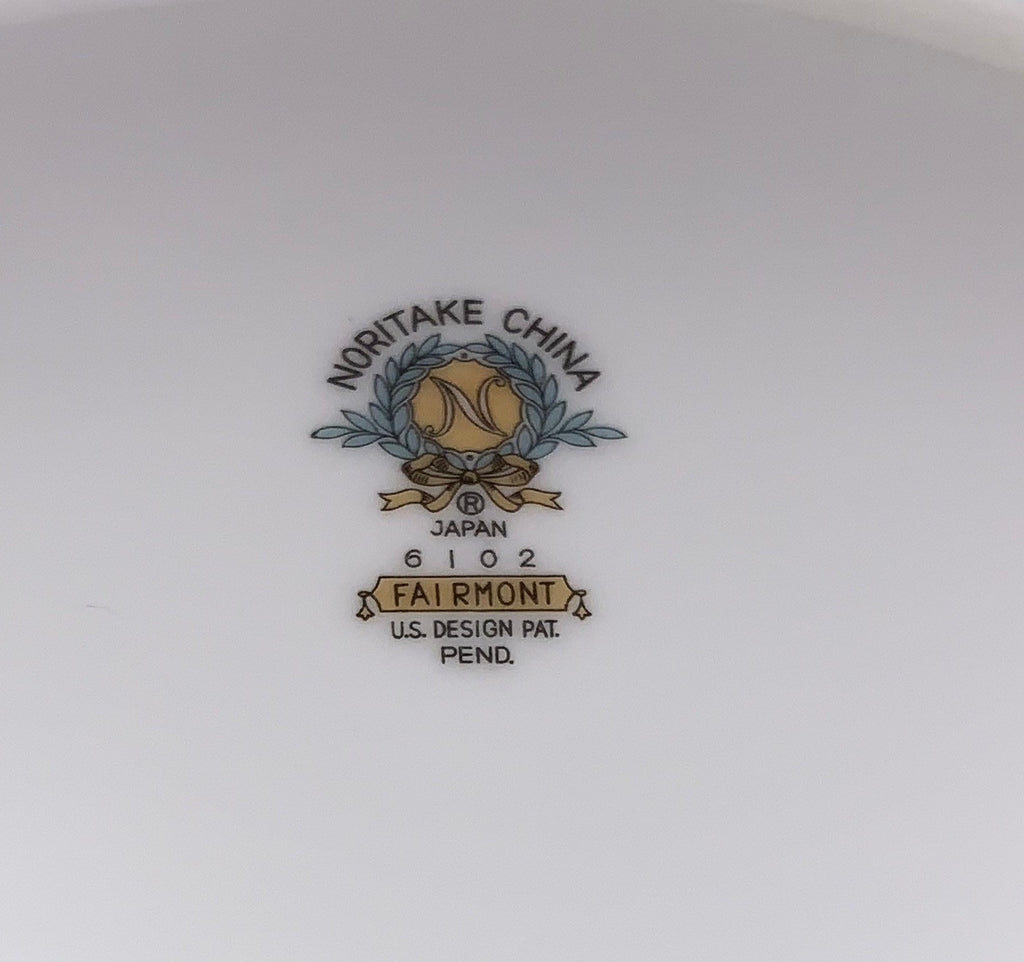 NORITAKE CHINA
N
®
JAPAN
6102
FAIRMONT
U.S. DESIGN PAT.
PEND.